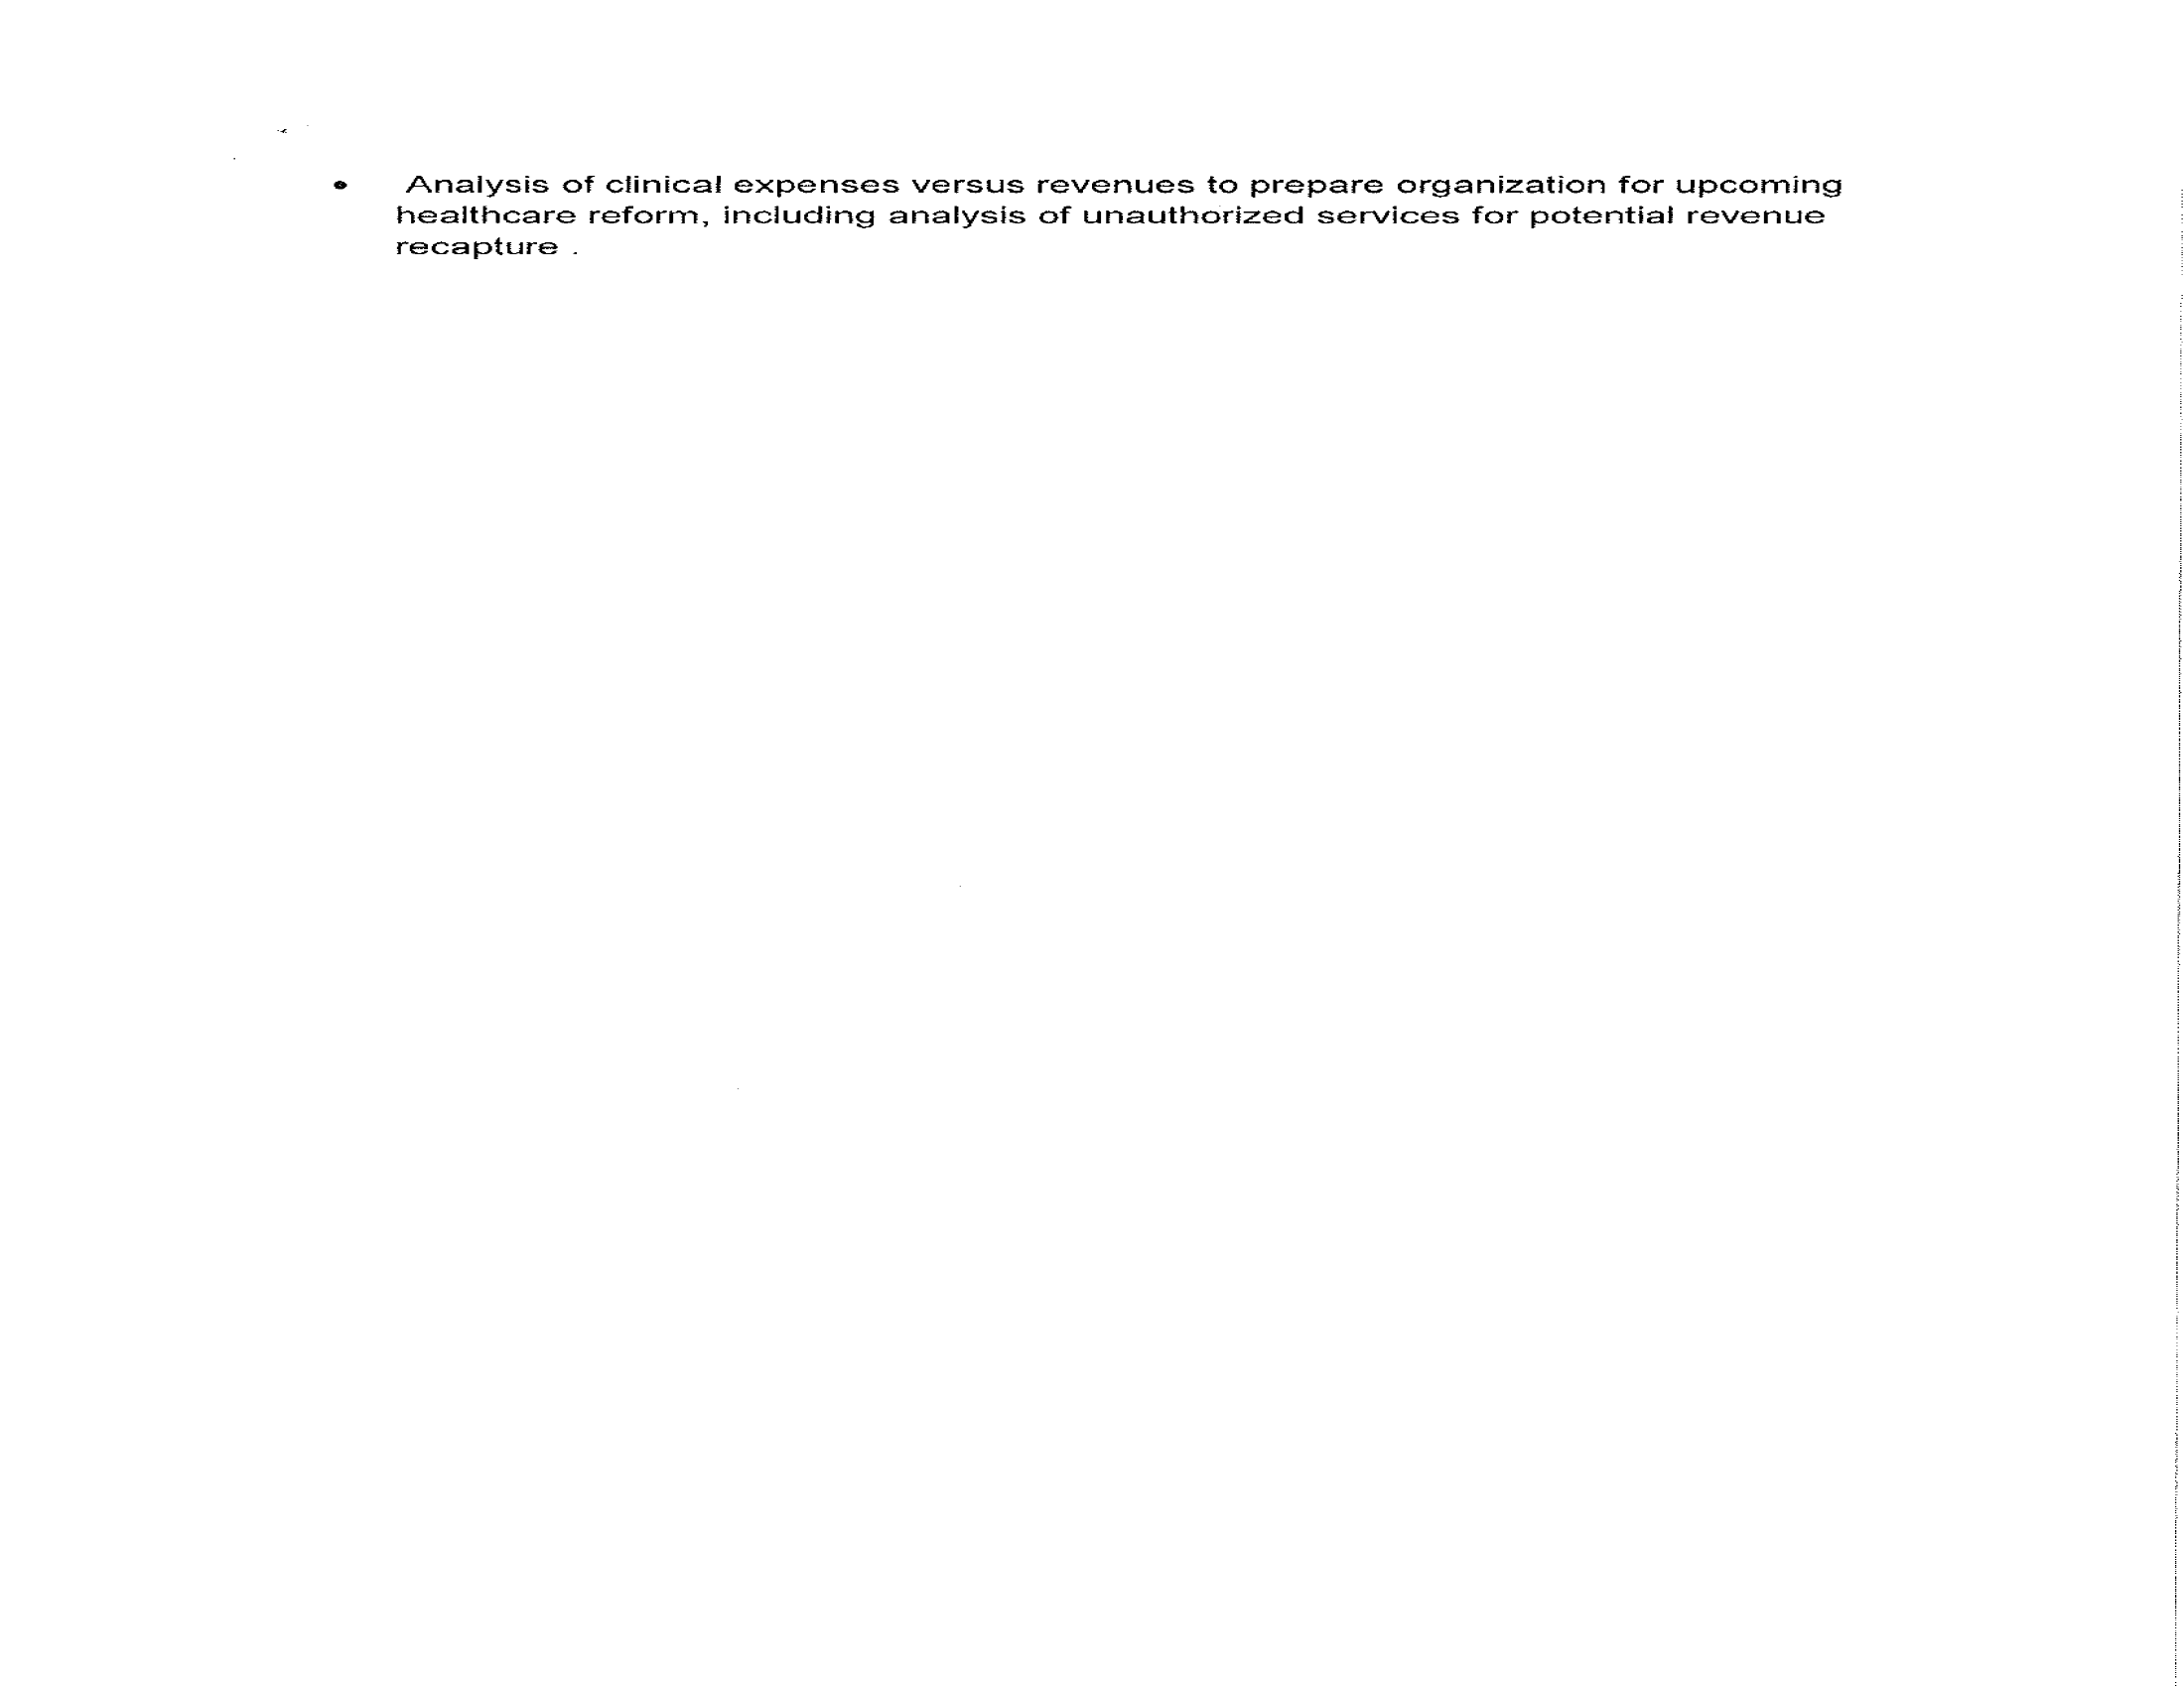 • Analysis of clinical expenses versus revenues to prepare organization for upcoming
healthcare reform, including analysis of unauthorized services for potential revenue
recapture .